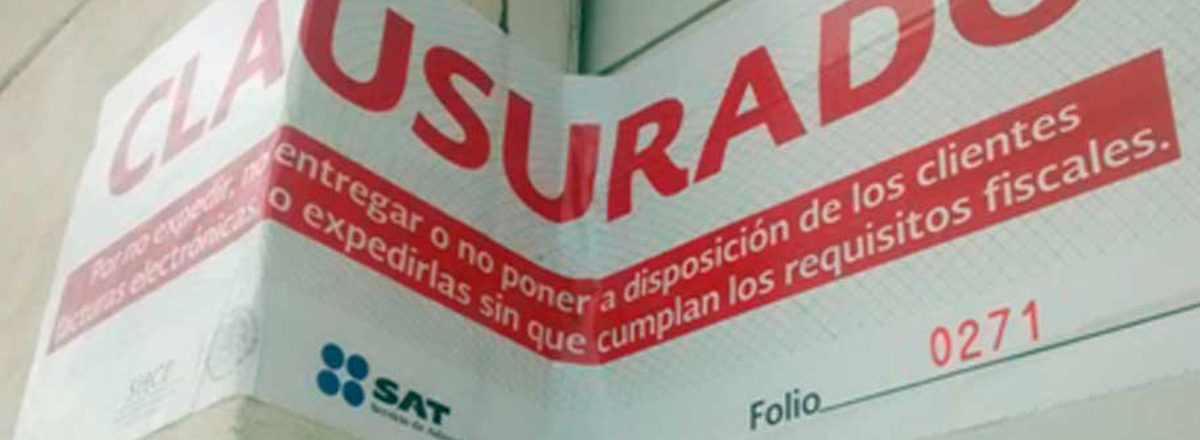 CLAUSURADO
Por no expedir, no entregar o no poner a disposición de los clientes
facturas electrónicas o expedirlas sin que cumplan los requisitos fiscales.
SHCP
SAT
Folio 0271